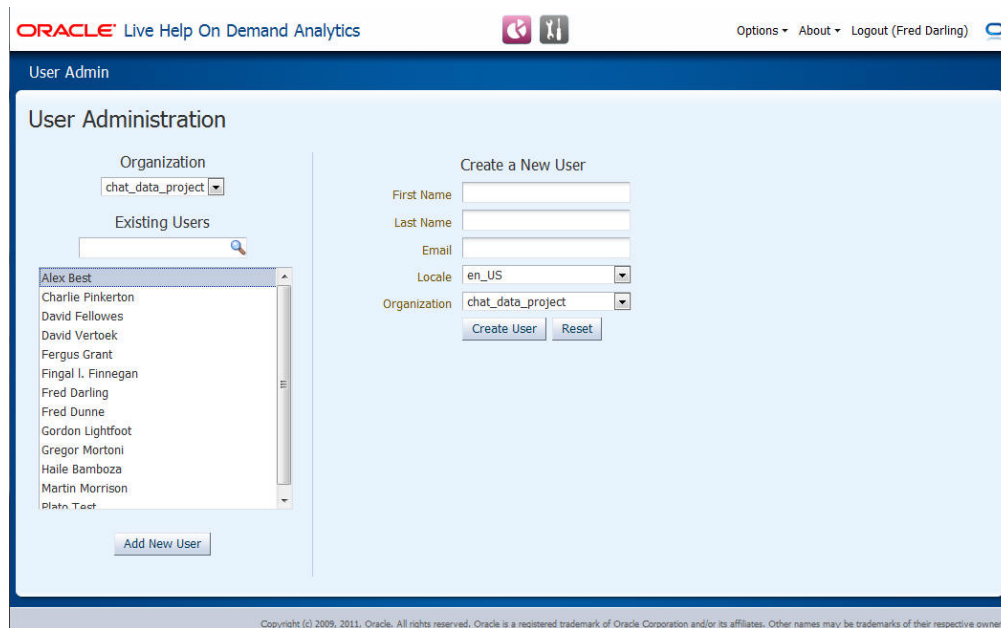 ORACLE Live Help On Demand Analytics
Options About Logout (Fred Darling)
User Admin
User Administration
Organization
chat_data_project
Existing Users
Alex Best
Charlie Pinkerton
David Fellowes
David Vertoek
Fergus Grant
Fingal l. Finnegan
Fred Darling
Fred Dunne
Gordon Lightfoot
Gregor Mortoni
Haile Bamboza
Martin Morrison
Plato Test
Add New User
Create a New User
First Name
Last Name
Email
Locale en_US
Organization chat_data_project
Create User Reset
Copyright (c) 2009, 2011, Oracle. All rights reserved. Oracle is a registered trademark of Oracle Corporation and/or its affiliates. Other names may be trademarks of their respective owner